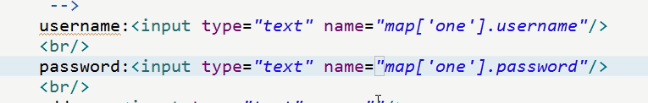 -->
username:<input type="text" name="map['one'].username"/>
<br/>
password:<input type="text" name="map['one'].password"/>
<br/>